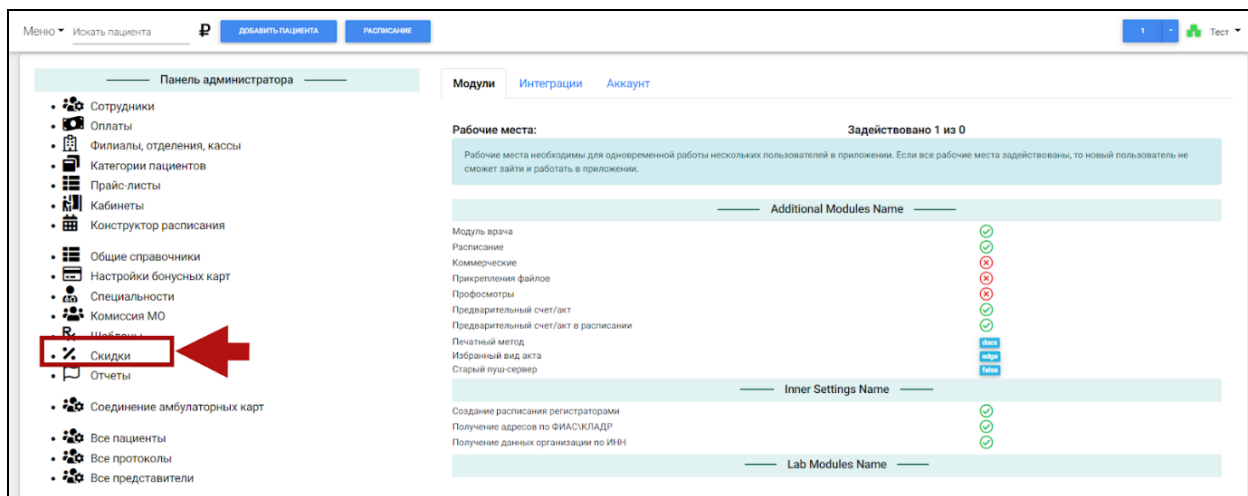 Меню Искать пациента ₽ ДОБАВИТЬ ПАЦИЕНТА РАСПИСАНИЕ 1 Тест
Панель администратора
Сотрудники
Оплаты
Филиалы, отделения, кассы
Категории пациентов
Прайс-листы
Кабинеты
Конструктор расписания
Общие справочники
Настройки бонусных карт
Специальности
Комиссия МО
Шаблоны
Скидки
Отчеты
Соединение амбулаторных карт
Все пациенты
Все протоколы
Все представители
Модули Интеграции Аккаунт
Рабочие места: Задействовано 1 из 0
Рабочие места необходимы для одновременной работы нескольких пользователей в приложении. Если все рабочие места задействованы, то новый пользователь не
сможет зайти и работать в приложении.
Additional Modules Name
Модуль врача
Расписание
Коммерческие
Прикрепления файлов
Профосмотры
Предварительный счет/акт
Предварительный счет/акт в расписании
Печатный метод docx
Избранный вид акта edge
Старый пуш-сервер false
Inner Settings Name
Создание расписания регистраторами
Получение адресов по ФИАС\КЛАДР
Получение данных организации по ИНН
Lab Modules Name